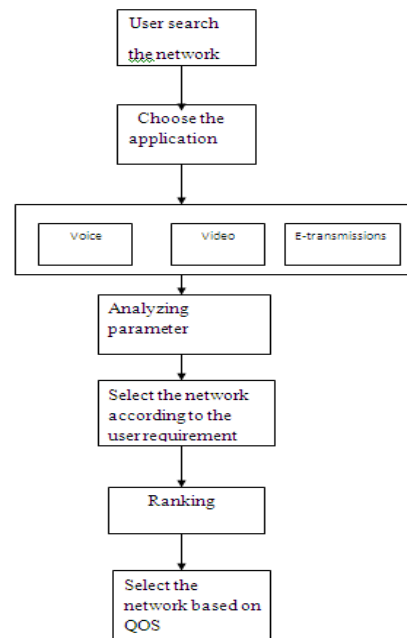 User search
the network
Choose the
application
Voice
Video
E-transmissions
Analyzing
parameter
Select the network
according to the
user requirement
Ranking
Select the
network based on
QOS